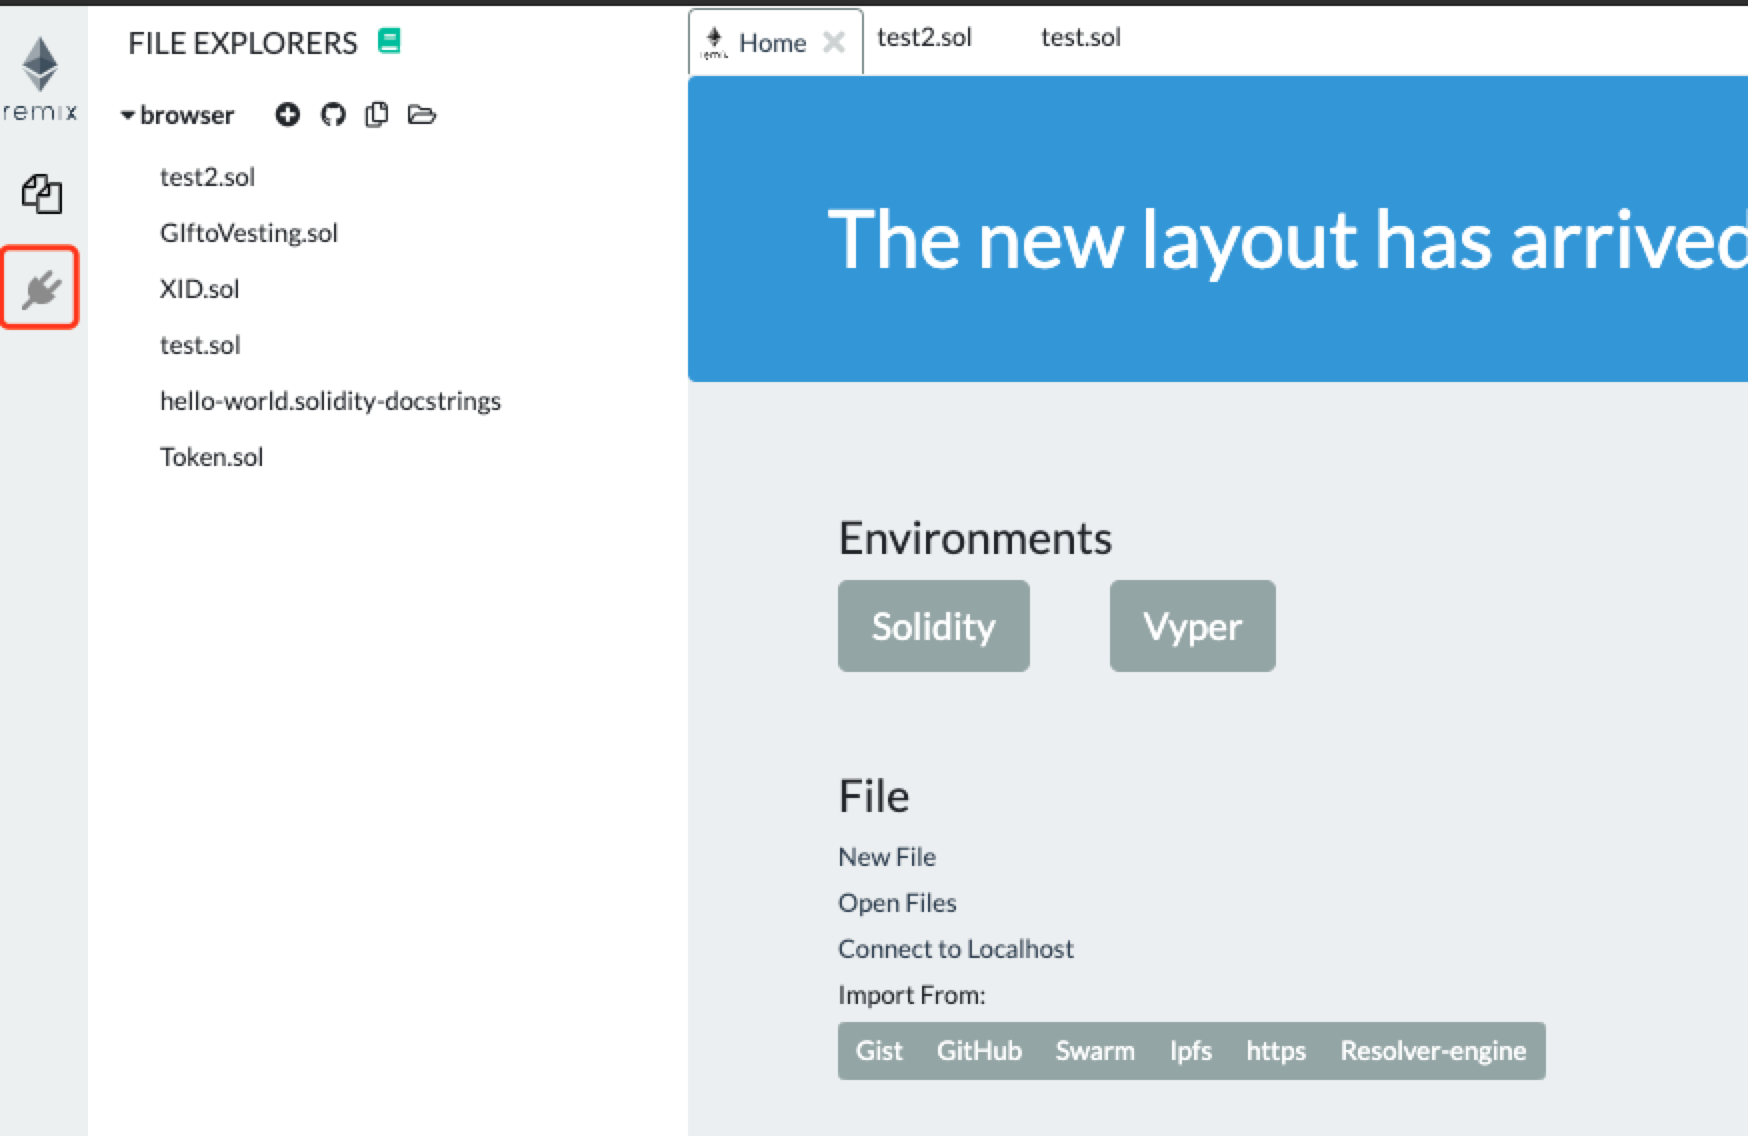 remix
FILE EXPLORERS
browser
test2.sol
GIftoVesting.sol
XID.sol
test.sol
hello-world.solidity-docstrings
Token.sol
remix Home test2.sol test.sol
The new layout has arrived
Environments
Solidity Vyper
File
New File
Open Files
Connect to Localhost
Import From:
Gist GitHub Swarm Ipfs https Resolver-engine